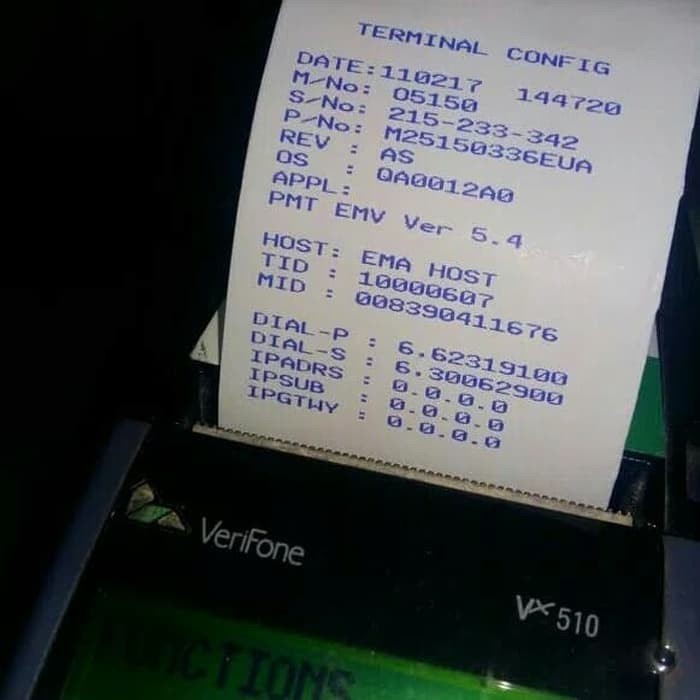 TERMINAL CONFIG
DATE:110217 144720
M/No: 05150
S/No: 215-233-342
P/No: M25150336EUA
REV : AS
OS : QA0012A0
APPL:
PMT EMV Ver 5.4
HOST: EMA HOST
TID : 10000607
MID : 008390411676
DIAL-P : 6.62319100
DIAL-S : 6.30062900
IPADRS : 0.0.0.0
IPSUB : 0.0.0.0
IPGTWY : 0.0.0.0
VeriFone
Vx510
FUNCTIONS